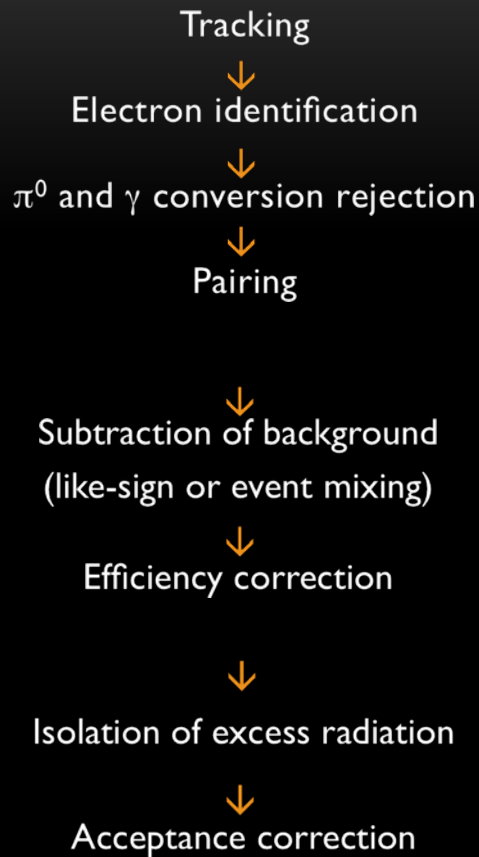 Tracking
Electron identification
π⁰ and γ conversion rejection
Pairing
Subtraction of background
(like-sign or event mixing)
Efficiency correction
Isolation of excess radiation
Acceptance correction